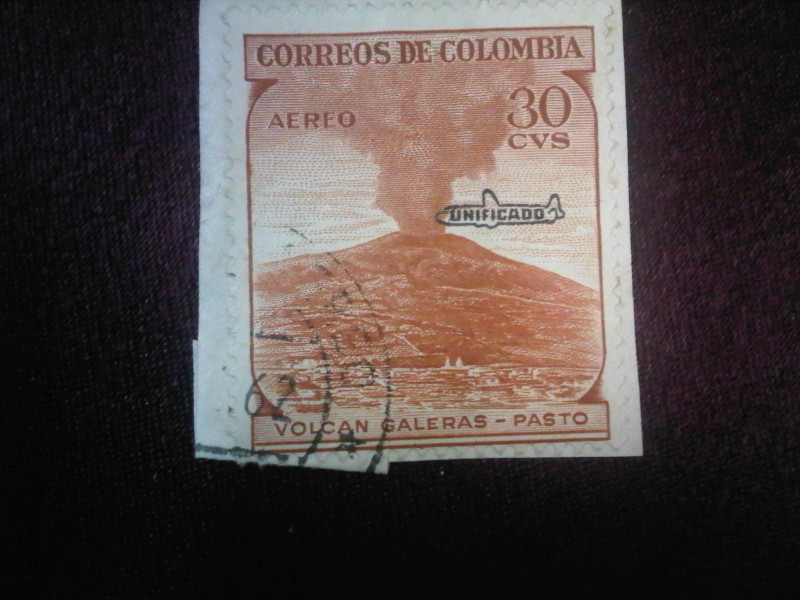 CORREOS DE COLOMBIA
AEREO
30
CVS
UNIFICADO
VOLCAN GALERAS - PASTO